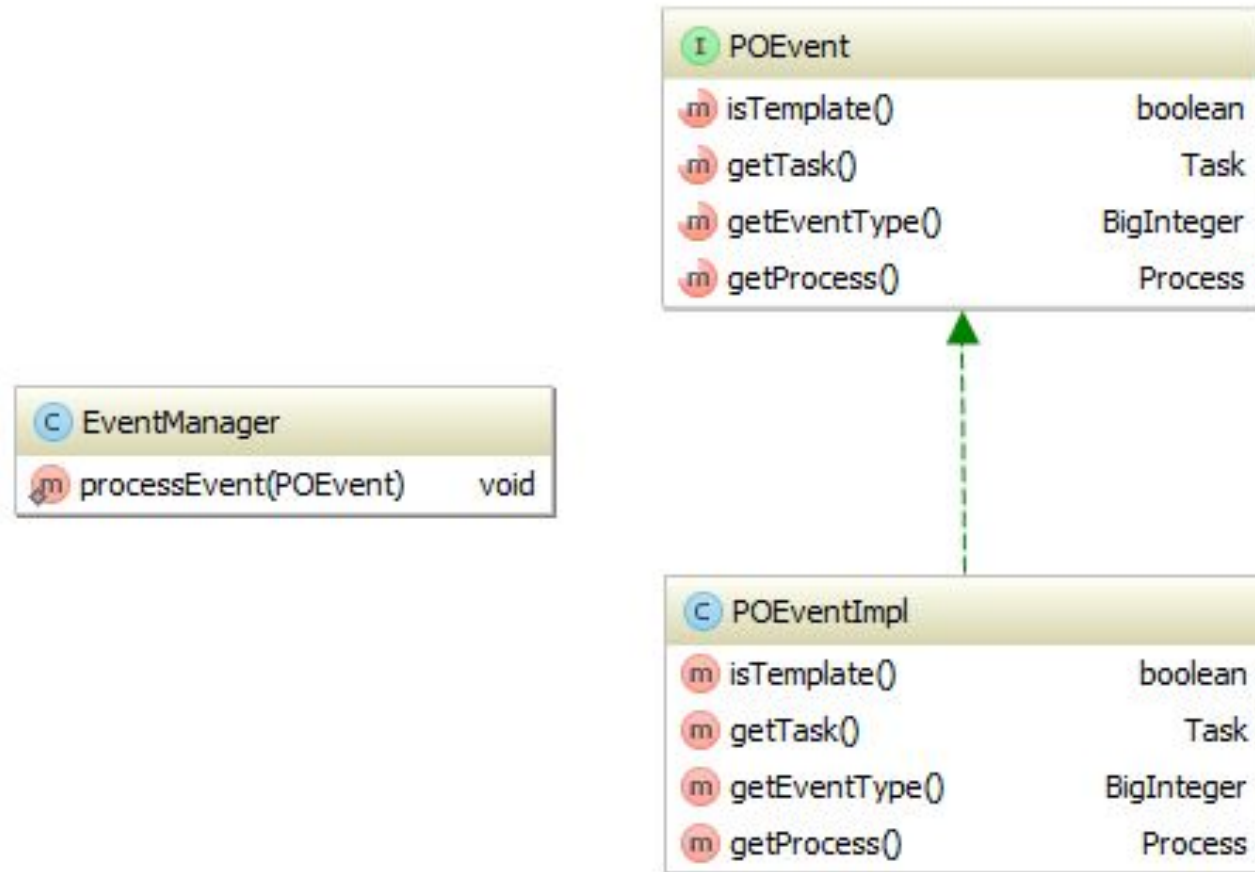 I POEvent
m isTemplate() boolean
m getTask() Task
m getEventType() BigInteger
m getProcess() Process
C EventManager
m processEvent(POEvent) void
C POEventImpl
m isTemplate() boolean
m getTask() Task
m getEventType() BigInteger
m getProcess() Process